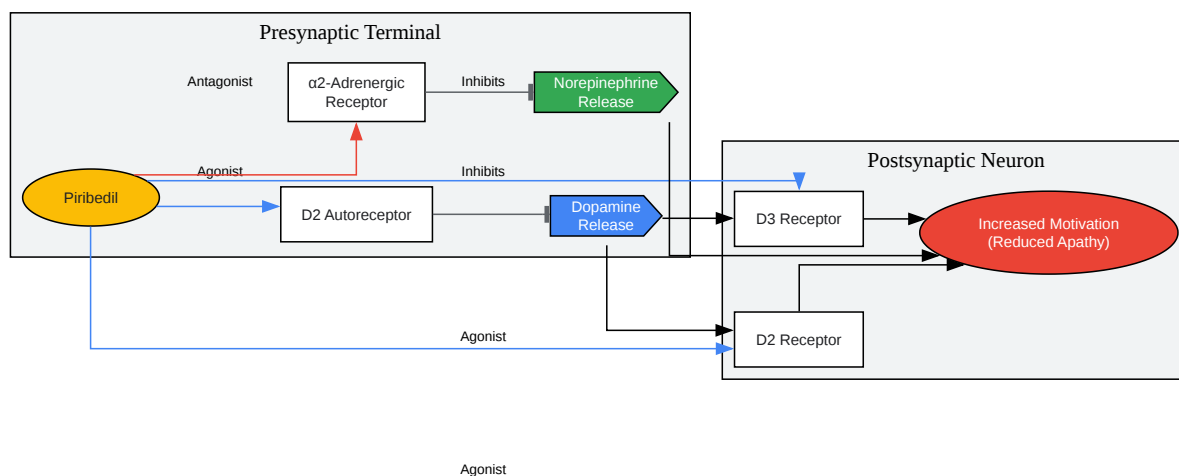 Presynaptic Terminal
Antagonist
α2-Adrenergic
Receptor
Inhibits
Norepinephrine
Release
Postsynaptic Neuron
Agonist
Inhibits
Piribedil
D2 Autoreceptor
Dopamine
Release
D3 Receptor
Increased Motivation
(Reduced Apathy)
Agonist
D2 Receptor
Agonist